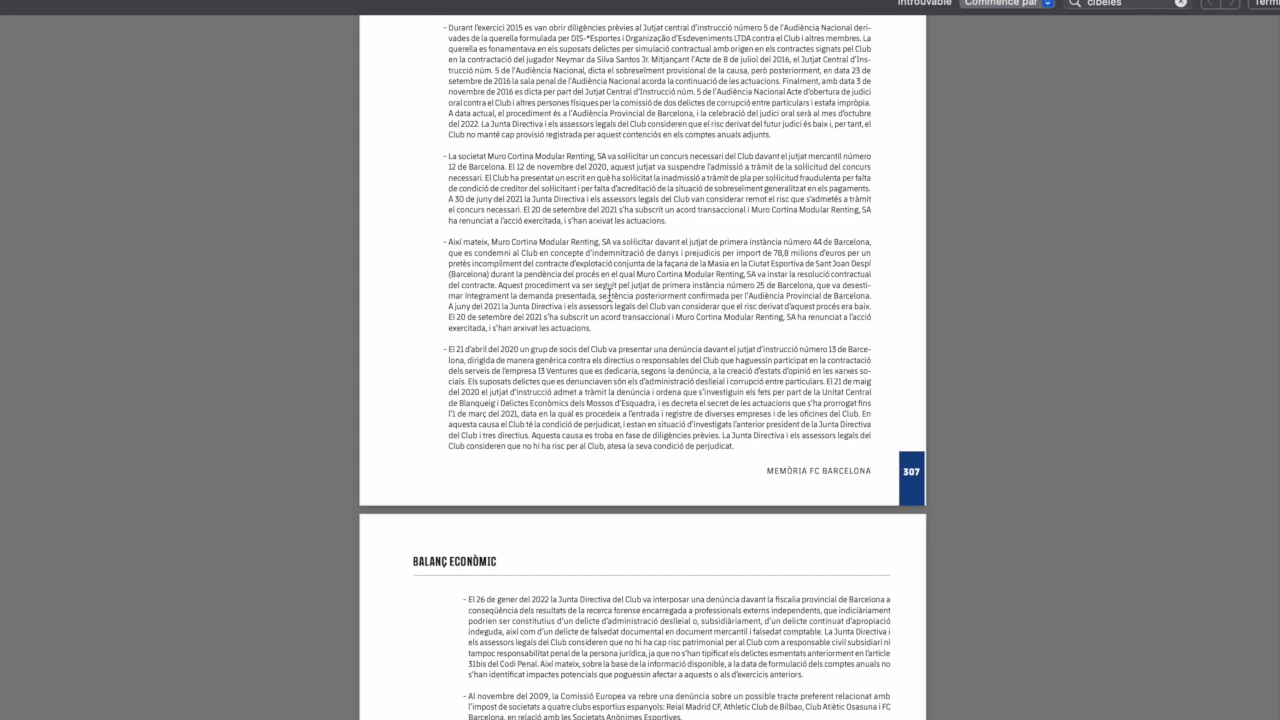 Introuvable Commence par cibeles Termi
- Durant l'exercici 2015 es van obrir diligències prèvies al Jutjat central d'instrucció número 5 de l'Audiència Nacional deri-
vades de la querella formulada per DIS-*Esportes i Organização d'Esdeveniments LTDA contra el Club i altres membres. La
querella es fonamentava en els suposats delictes per simulació contractual amb origen en els contractes signats pel Club
en la contractació del jugador Neymar da Silva Santos Jr. Mitjançant l'Acte de 8 de juliol del 2016, el Jutjat Central d'Ins-
trucció núm. 5 de l'Audiència Nacional, dicta el sobreseïment provisional de la causa, però posteriorment, en data 23 de
setembre de 2016 la sala penal de l'Audiència Nacional acorda la continuació de les actuacions. Finalment, amb data 3 de
novembre de 2016 es dicta per part del Jutjat Central d'Instrucció núm. 5 de l'Audiència Nacional Acte d'obertura de judici
oral contra el Club i altres persones físiques per la comissió de dos delictes de corrupció entre particulars i estafa impròpia.
A data actual, el procediment és a l'Audiència Provincial de Barcelona, i la celebració del judici oral serà al mes d'octubre
del 2022. La Junta Directiva i els assessors legals del Club consideren que el risc derivat del futur judici és baix i, per tant, el
Club no manté cap provisió registrada per aquest contenciós en els comptes anuals adjunts.
- La societat Muro Cortina Modular Renting, SA va sol·licitar un concurs necessari del Club davant el jutjat mercantil número
12 de Barcelona. El 12 de novembre del 2020, aquest jutjat va suspendre l'admissió a tràmit de la sol·licitud del concurs
necessari. El Club ha presentat un escrit en què ha sol·licitat la inadmissió a tràmit de pla per sol·licitud fraudulenta per falta
de condició de creditor del sol·licitant i per falta d'acreditació de la situació de sobreseïment generalitzat en els pagaments.
A 30 de juny del 2021 la Junta Directiva i els assessors legals del Club van considerar remot el risc que s'admetés a tràmit
el concurs necessari. El 20 de setembre del 2021 s'ha subscrit un acord transaccional i Muro Cortina Modular Renting, SA
ha renunciat a l'acció exercitada, i s'han arxivat les actuacions.
- Així mateix, Muro Cortina Modular Renting, SA va sol·licitar davant el jutjat de primera instància número 44 de Barcelona,
que es condemni al Club en concepte d'indemnització de danys i prejudicis per import de 78,8 milions d'euros per un
pretès incompliment del contracte d'explotació conjunta de la façana de la Masia en la Ciutat Esportiva de Sant Joan Despí
(Barcelona) durant la pendència del procés en el qual Muro Cortina Modular Renting, SA va instar la resolució contractual
del contracte. Aquest procediment va ser seguit pel jutjat de primera instància número 25 de Barcelona, que va desesti-
mar íntegrament la demanda presentada, sentència posteriorment confirmada per l'Audiència Provincial de Barcelona.
A juny del 2021 la Junta Directiva i els assessors legals del Club van considerar que el risc derivat d'aquest procés era baix.
El 20 de setembre del 2021 s'ha subscrit un acord transaccional i Muro Cortina Modular Renting, SA ha renunciat a l'acció
exercitada, i s'han arxivat les actuacions.
- El 21 d'abril del 2020 un grup de socis del Club va presentar una denúncia davant el jutjat d'instrucció número 13 de Barce-
lona, dirigida de manera genèrica contra els directius o responsables del Club que haguessin participat en la contractació
dels serveis de l'empresa I3 Ventures que es dedicaria, segons la denúncia, a la creació d'estats d'opinió en les xarxes so-
cials. Els suposats delictes que es denunciaven són els d'administració deslleial i corrupció entre particulars. El 21 de maig
del 2020 el jutjat d'instrucció admet a tràmit la denúncia i ordena que s'investiguin els fets per part de la Unitat Central
de Blanqueig i Delictes Econòmics dels Mossos d'Esquadra, i es decreta el secret de les actuacions que s'ha prorrogat fins
l'1 de març del 2021, data en la qual es procedeix a l'entrada i registre de diverses empreses i de les oficines del Club. En
aquesta causa el Club té la condició de perjudicat, i estan en situació d'investigats l'anterior president de la Junta Directiva
del Club i tres directius. Aquesta causa es troba en fase de diligències prèvies. La Junta Directiva i els assessors legals del
Club consideren que no hi ha risc per al Club, atesa la seva condició de perjudicat.
MEMÒRIA FC BARCELONA 307
BALANÇ ECONÒMIC
- El 26 de gener del 2022 la Junta Directiva del Club va interposar una denúncia davant la fiscalia provincial de Barcelona a
conseqüència dels resultats de la recerca forense encarregada a professionals externs independents, que indiciàriament
podrien ser constitutius d'un delicte d'administració deslleial o, subsidiàriament, d'un delicte continuat d'apropiació
indeguda, així com d'un delicte de falsedat documental en document mercantil i falsedat comptable. La Junta Directiva i
els assessors legals del Club consideren que no hi ha cap risc patrimonial per al Club com a responsable civil subsidiari ni
tampoc responsabilitat penal de la persona jurídica, ja que no s'han tipificat els delictes esmentats anteriorment en l'article
31bis del Codi Penal. Així mateix, sobre la base de la informació disponible, a la data de formulació dels comptes anuals no
s'han identificat impactes potencials que poguessin afectar a aquests o als d'exercicis anteriors.
- Al novembre del 2009, la Comissió Europea va rebre una denúncia sobre un possible tracte preferent relacionat amb
l'impost de societats a quatre clubs esportius espanyols: Reial Madrid CF, Athletic Club de Bilbao, Club Atlètic Osasuna i FC
Barcelona, en relació amb les Societats Anònimes Esportives.